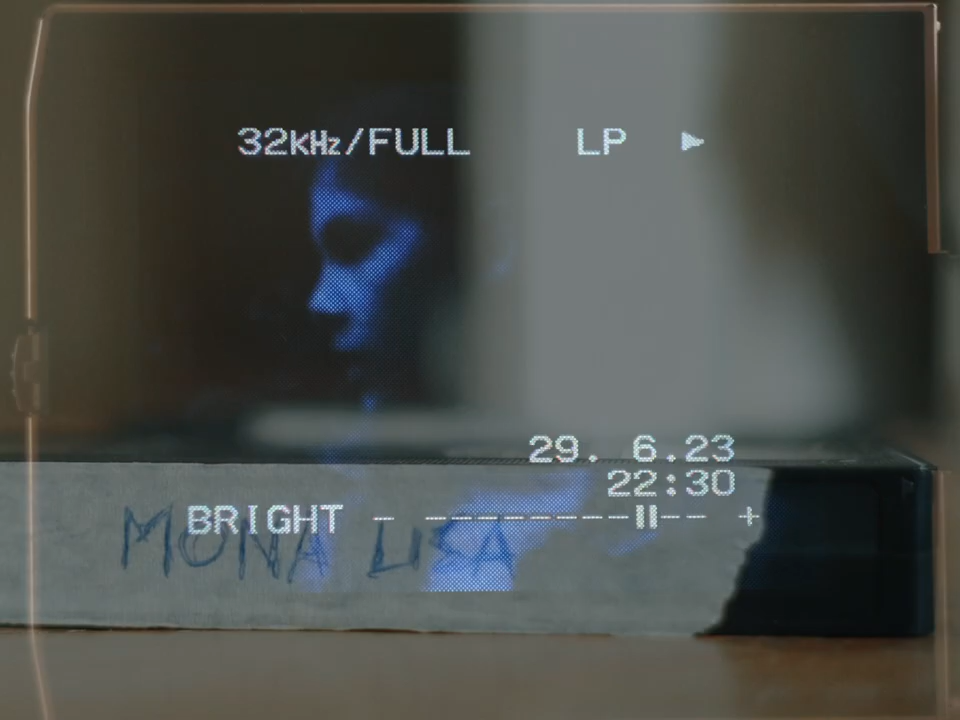 32kHz/FULL LP
29. 6.23
22:30
BRIGHT - +
MONA LISA